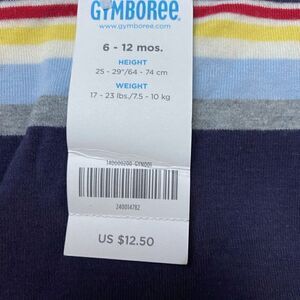 GYMBOREE.
www.gymboree.com
6 - 12 mos.
HEIGHT
25 - 29"/64 - 74 cm
WEIGHT
17 - 23 lbs./7.5 - 10 kg
240014782
US $12.50